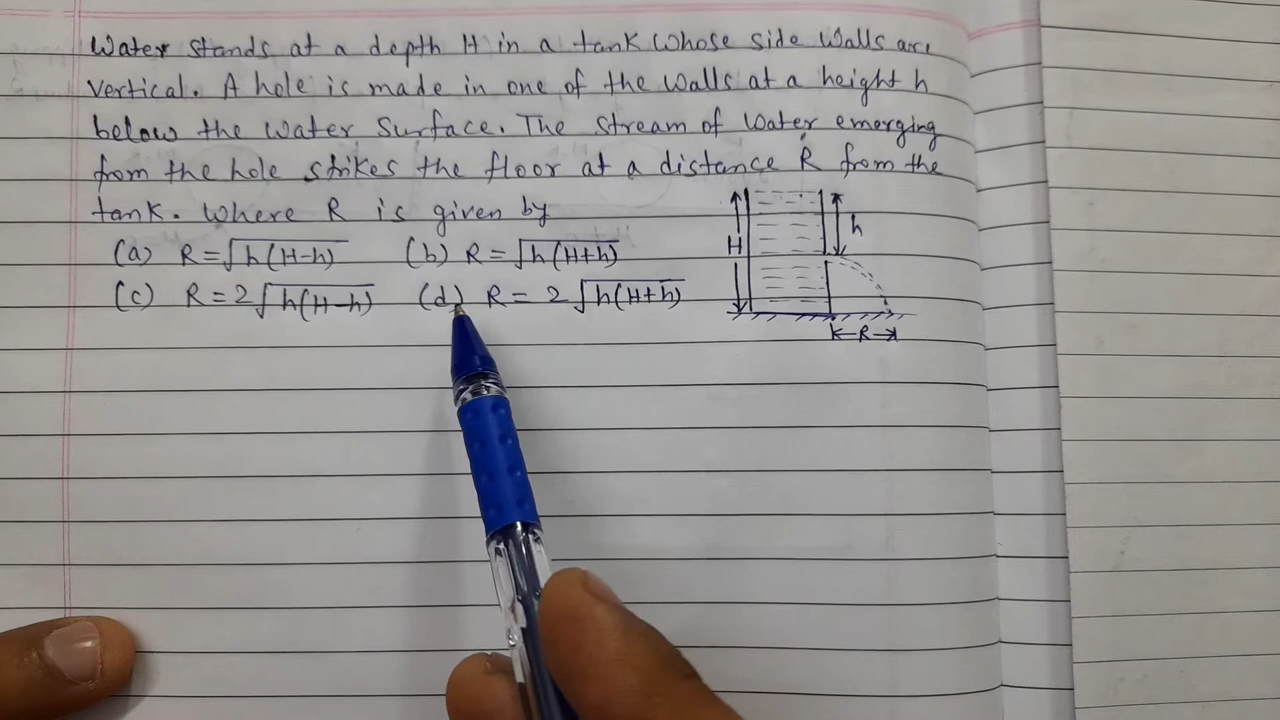 Water stands at a depth H in a tank whose side walls are
vertical. A hole is made in one of the walls at a height h
below the water surface. The stream of water emerging
from the hole strikes the floor at a distance R from the
tank. Where R is given by
(a) R=√h(H-h) (b) R=√h(H+h)
(c) R=2√h(H-h) (d) R= 2√h(H+h)
H
h
R